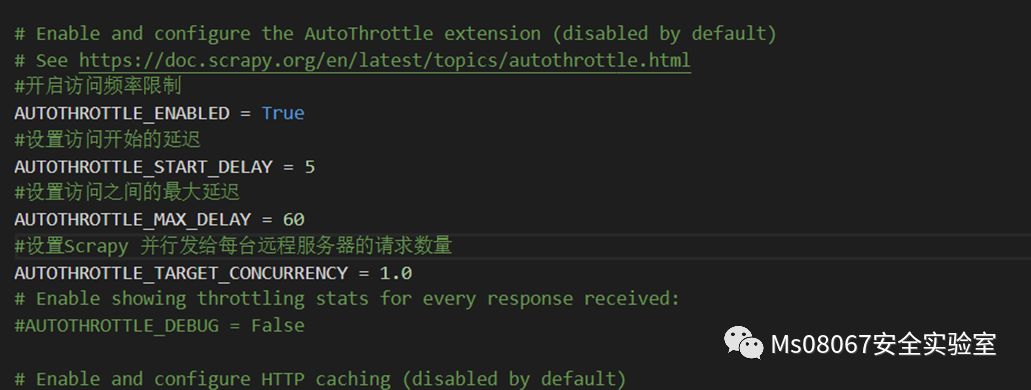 # Enable and configure the AutoThrottle extension (disabled by default)
# See https://doc.scrapy.org/en/latest/topics/autothrottle.html
#开启访问频率限制
AUTOTHROTTLE_ENABLED = True
#设置访问开始的延迟
AUTOTHROTTLE_START_DELAY = 5
#设置访问之间的最大延迟
AUTOTHROTTLE_MAX_DELAY = 60
#设置Scrapy 并行发给每台远程服务器的请求数量
AUTOTHROTTLE_TARGET_CONCURRENCY = 1.0
# Enable showing throttling stats for every response received:
#AUTOTHROTTLE_DEBUG = False
Ms08067安全实验室
# Enable and configure HTTP caching (disabled by default)